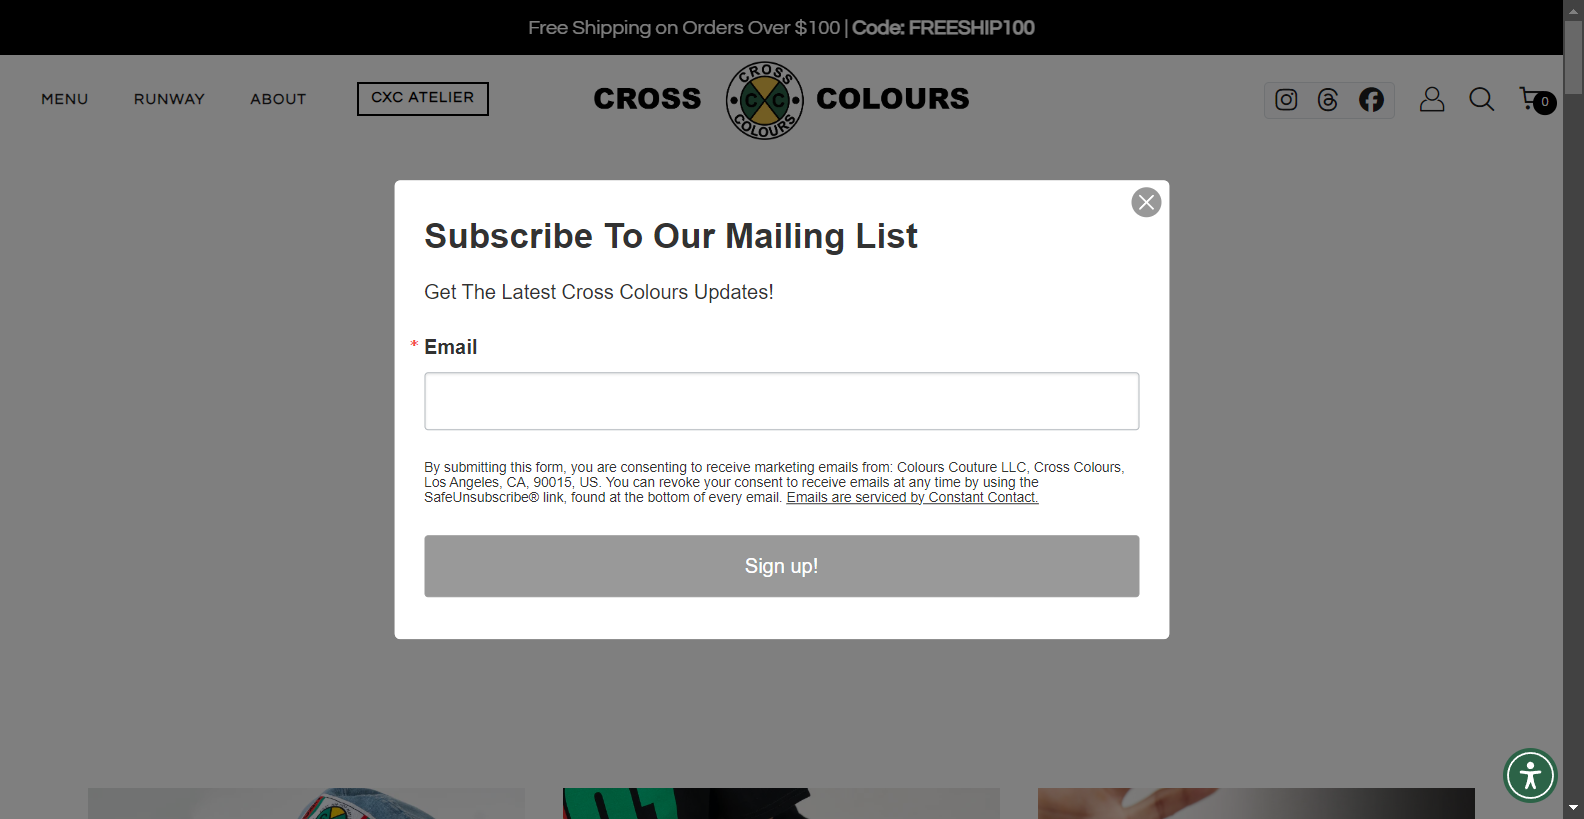 Free Shipping on Orders Over $100 | Code: FREESHIP100
MENU
RUNWAY
ABOUT
CXC ATELIER
CROSS
CROSS
C C
COLOURS
COLOURS
0
Subscribe To Our Mailing List
Get The Latest Cross Colours Updates!
* Email
By submitting this form, you are consenting to receive marketing emails from: Colours Couture LLC, Cross Colours,
Los Angeles, CA, 90015, US. You can revoke your consent to receive emails at any time by using the
SafeUnsubscribe® link, found at the bottom of every email. Emails are serviced by Constant Contact.
Sign up!